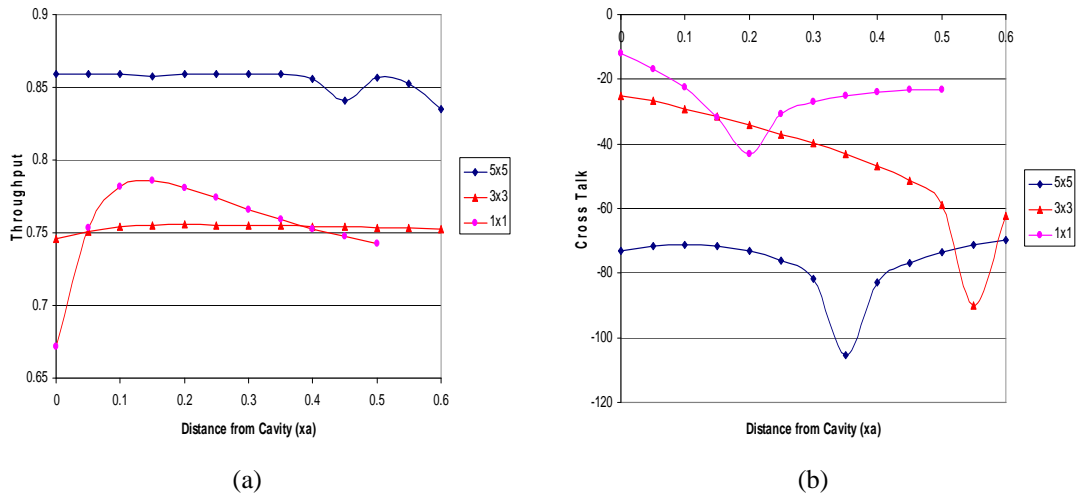 0.9
0.85
0.8
0.75
0.7
0.65
Throughput
0 0.1 0.2 0.3 0.4 0.5 0.6
Distance from Cavity (xa)
5x5
3x3
1x1
(a)
0
-20
-40
-60
-80
-100
-120
Cross Talk
0 0.1 0.2 0.3 0.4 0.5 0.6
Distance from Cavity (xa)
5x5
3x3
1x1
(b)